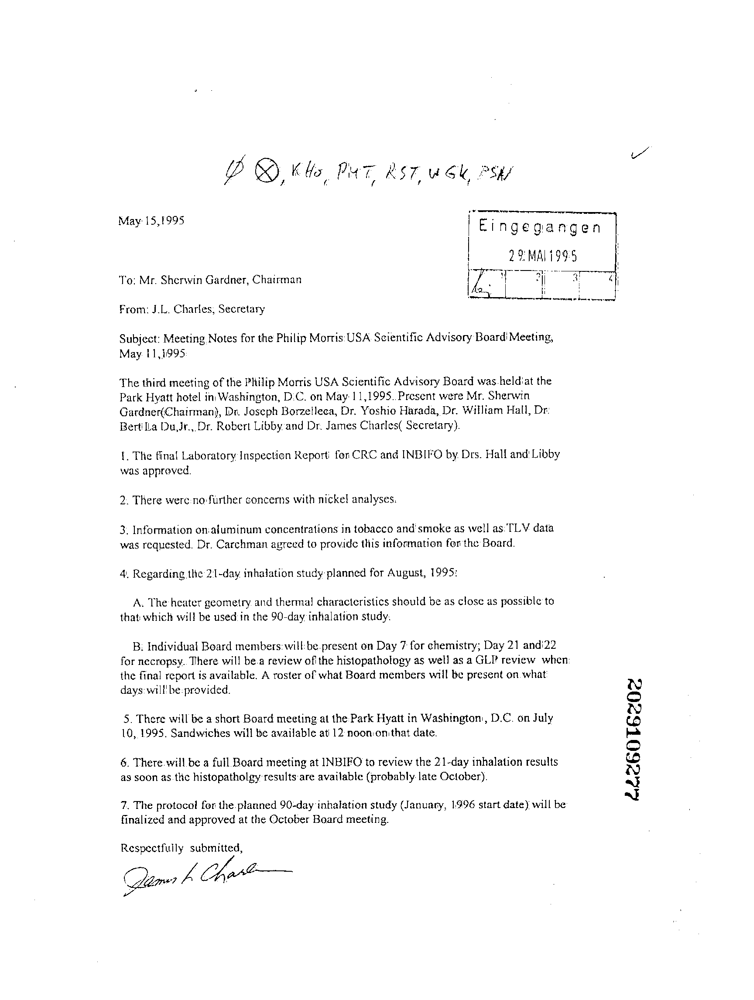 KHo, PMT, RST, WGK, PSN
May 15,1995
Eingegangen
29. MAI 1995
1 2 3 4
To: Mr. Sherwin Gardner, Chairman
From: J.L. Charles, Secretary
Subject: Meeting Notes for the Philip Morris USA Scientific Advisory Board Meeting,
May 11,1995
The third meeting of the Philip Morris USA Scientific Advisory Board was held at the
Park Hyatt hotel in Washington, D.C. on May 11,1995. Present were Mr. Sherwin
Gardner(Chairman), Dr. Joseph Borzelleca, Dr. Yoshio Harada, Dr. William Hall, Dr.
Bert La Du,Jr., Dr. Robert Libby and Dr. James Charles( Secretary).
1. The final Laboratory Inspection Report for CRC and INBIFO by Drs. Hall and Libby
was approved.
2. There were no further concerns with nickel analyses.
3. Information on aluminum concentrations in tobacco and smoke as well as TLV data
was requested. Dr. Carchman agreed to provide this information for the Board.
4. Regarding the 21-day inhalation study planned for August, 1995:
A. The heater geometry and thermal characteristics should be as close as possible to
that which will be used in the 90-day inhalation study.
B. Individual Board members will be present on Day 7 for chemistry; Day 21 and 22
for necropsy. There will be a review of the histopathology as well as a GLP review when
the final report is available. A roster of what Board members will be present on what
days will be provided.
5. There will be a short Board meeting at the Park Hyatt in Washington , D.C. on July
10, 1995. Sandwiches will be available at 12 noon on that date.
6. There will be a full Board meeting at INBIFO to review the 21-day inhalation results
as soon as the histopatholgy results are available (probably late October).
7. The protocol for the planned 90-day inhalation study (January, 1996 start date) will be
finalized and approved at the October Board meeting.
Respectfully submitted,
James L Charles
2029109277